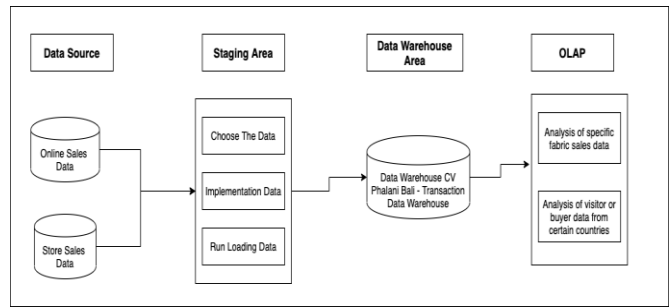 Data Source
Staging Area
Data Warehouse
Area
OLAP
Online Sales
Data
Store Sales
Data
Choose The Data
Implementation Data
Run Loading Data
Data Warehouse CV
Phalani Bali - Transaction
Data Warehouse
Analysis of specific
fabric sales data
Analysis of visitor or
buyer data from
certain countries